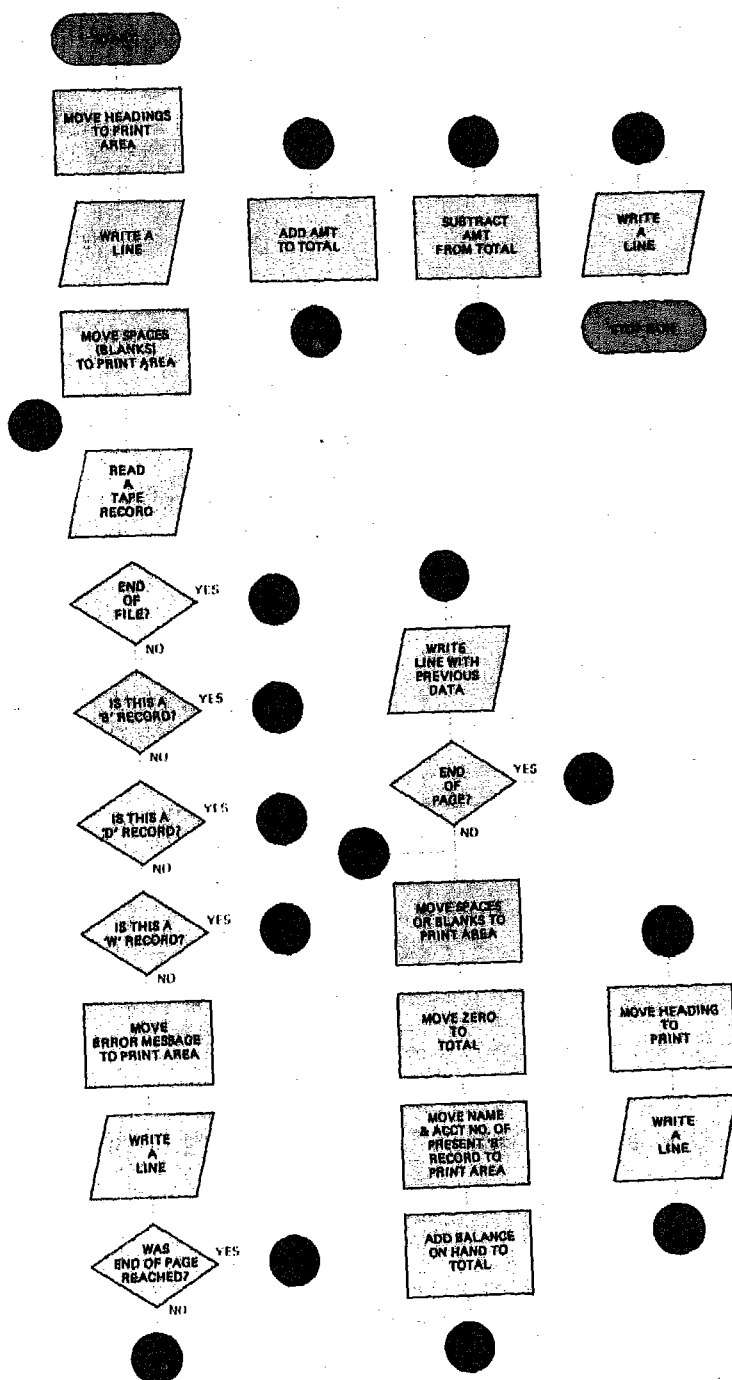 MOVE HEADINGS
TO PRINT
AREA
WRITE A
LINE
MOVE SPACES
(BLANKS)
TO PRINT AREA
READ
A
TAPE
RECORD
END
OF
FILE?
YES
NO
IS THIS A
'B' RECORD?
YES
NO
IS THIS A
'D' RECORD?
YES
NO
IS THIS A
'W' RECORD?
YES
NO
MOVE
ERROR MESSAGE
TO PRINT AREA
WRITE
A
LINE
WAS
END OF PAGE
REACHED?
YES
NO
ADD AMT
TO TOTAL
SUBTRACT
AMT
FROM TOTAL
WRITE
A
LINE
STOP RUN
WRITE
LINE WITH
PREVIOUS
DATA
END
OF
PAGE?
YES
NO
MOVE SPACES
OR BLANKS TO
PRINT AREA
MOVE ZERO
TO
TOTAL
MOVE NAME
& ACCT NO. OF
PRESENT 'B'
RECORD TO
PRINT AREA
ADD BALANCE
ON HAND TO
TOTAL
MOVE HEADING
TO
PRINT
WRITE
A
LINE